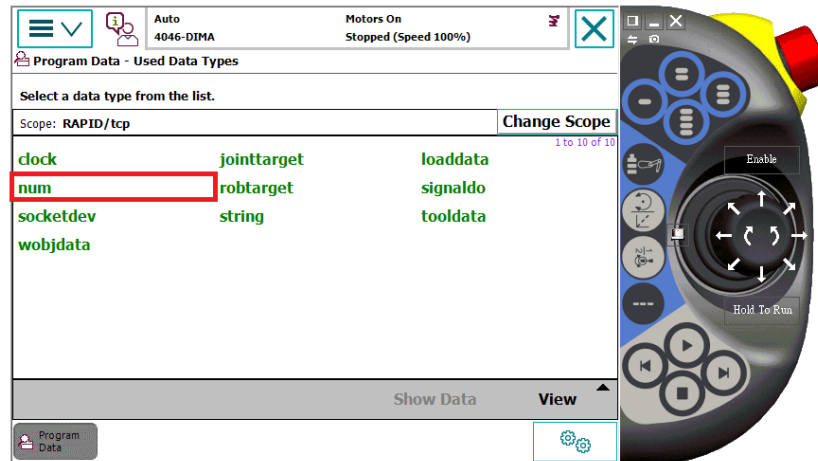 Auto
Motors On
4046-DIMA
Stopped (Speed 100%)
Program Data - Used Data Types
Select a data type from the list.
Scope: RAPID/tcp
Change Scope
1 to 10 of 10
clock
jointtarget
loaddata
num
robtarget
signaldo
socketdev
string
tooldata
wobjdata
Show Data
View
Program
Data
Enable
Hold To Run